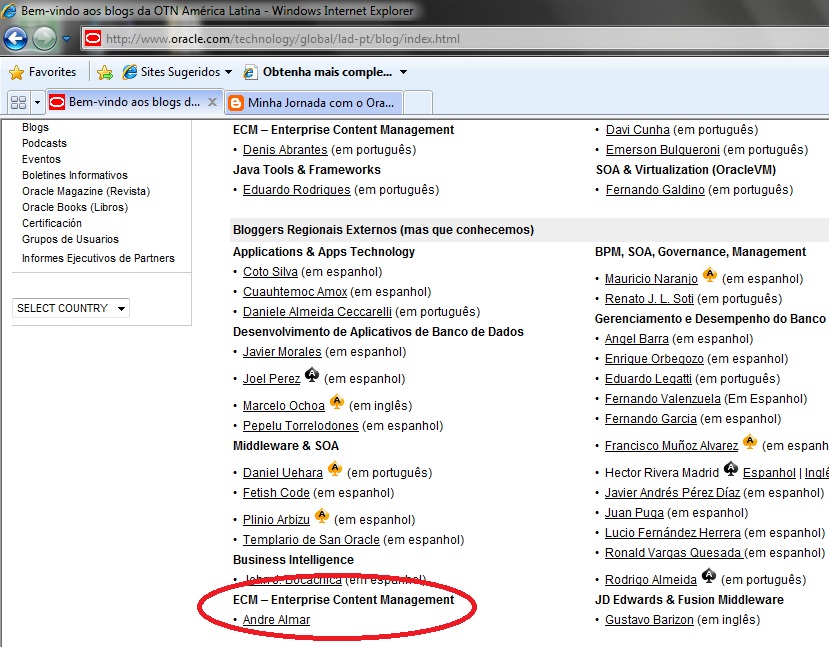 Bem-vindo aos blogs da OTN América Latina - Windows Internet Explorer
http://www.oracle.com/technology/global/lad-pt/blog/index.html
Favorites Sites Sugeridos Obtenha mais comple...
Bem-vindo aos blogs d... X Minha Jornada com o Ora...
Blogs
Podcasts
Eventos
Boletines Informativos
Oracle Magazine (Revista)
Oracle Books (Libros)
Certificación
Grupos de Usuarios
Informes Ejecutivos de Partners
SELECT COUNTRY
ECM – Enterprise Content Management
• Denis Abrantes (em português)
Java Tools & Frameworks
• Eduardo Rodrigues (em português)
• Davi Cunha (em português)
• Emerson Bulgueroni (em português)
SOA & Virtualization (OracleVM)
• Fernando Galdino (em português)
Bloggers Regionais Externos (mas que conhecemos)
Applications & Apps Technology
• Coto Silva (em espanhol)
• Cuauhtemoc Amox (em espanhol)
• Daniele Almeida Ceccarelli (em português)
Desenvolvimento de Aplicativos de Banco de Dados
• Javier Morales (em espanhol)
• Joel Perez A (em espanhol)
• Marcelo Ochoa A (em inglês)
• Pepelu Torrelodones (em espanhol)
Middleware & SOA
• Daniel Uehara A (em português)
• Fetish Code (em espanhol)
• Plinio Arbizu A (em espanhol)
• Templario de San Oracle (em espanhol)
Business Intelligence
• John J. Bocachica (em espanhol)
ECM – Enterprise Content Management
• Andre Almar
BPM, SOA, Governance, Management
• Mauricio Naranjo A (em espanhol)
• Renato J. L. Soti (em português)
Gerenciamento e Desempenho do Banco
• Angel Barra (em espanhol)
• Enrique Orbegozo (em espanhol)
• Eduardo Legatti (em português)
• Fernando Valenzuela (Em Espanhol)
• Fernando Garcia (em espanhol)
• Francisco Muñoz Alvarez A (em espanh
• Hector Rivera Madrid A Espanhol | Inglê
• Javier Andrés Pérez Díaz (em espanhol)
• Juan Puga (em espanhol)
• Lucio Fernández Herrera (em espanhol)
• Ronald Vargas Quesada (em espanhol)
• Rodrigo Almeida A (em português)
JD Edwards & Fusion Middleware
• Gustavo Barizon (em inglês)